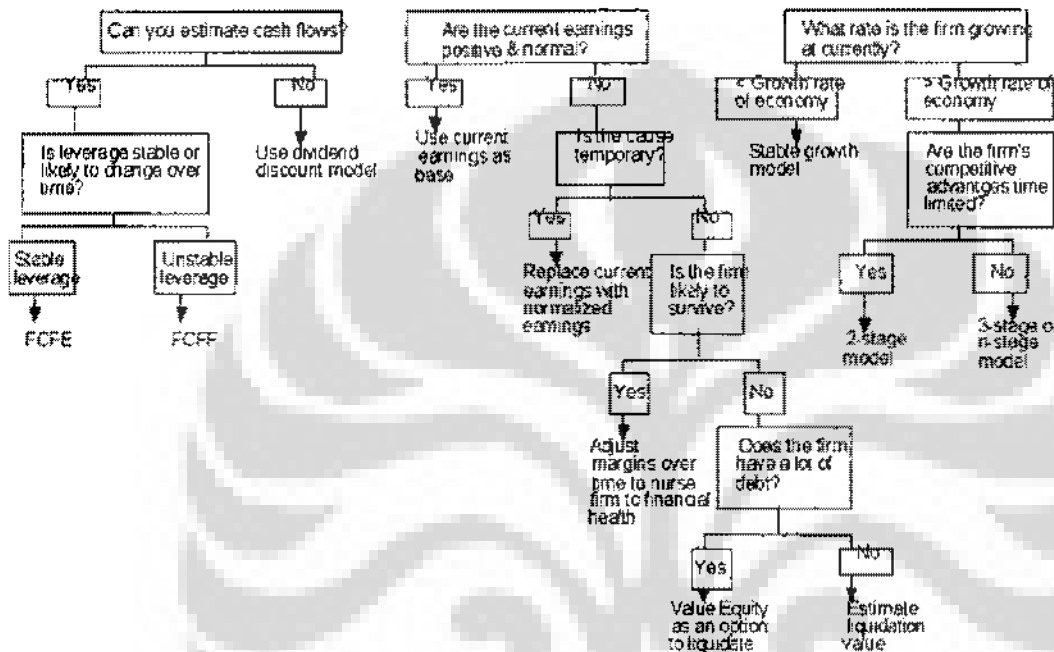 Can you estimate cash flows?
Yes
No
Is leverage stable or
likely to change over
time?
Use dividend
discount model
Stable
leverage
Unstable
leverage
FCFE
FCFF
Are the current earnings
positive & normal?
Yes
No
Use current
earnings as
base
Is the cause
temporary?
Yes
No
Replace current
earnings with
normalized
earnings
Is the firm
likely to
survive?
Yes
No
Adjust
margins over
time to nurse
firm to financial
health
Does the firm
have a lot of
debt?
Yes
No
Value Equity
as an option
to liquidate
Estimate
liquidation
value
What rate is the firm growing
at currently?
< Growth rate
of economy
> Growth rate of
economy
Stable growth
model
Are the firm's
competitive
advantges time
limited?
Yes
No
2-stage
model
3-stage or
n-stage
model